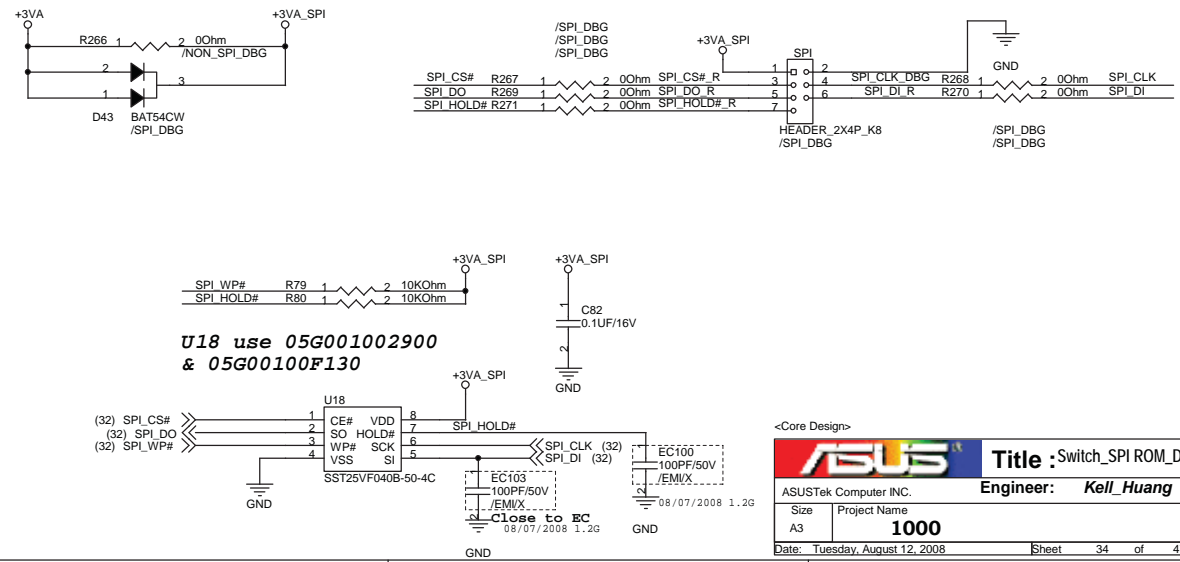 +3VA
+3VA_SPI
R266 1 2 0Ohm
/NON_SPI_DBG
2
3
1
D43 BAT54CW
/SPI_DBG
/SPI_DBG
/SPI_DBG
/SPI_DBG
+3VA_SPI
SPI
GND
1 2
SPI_CS# R267 1 2 0Ohm SPI_CS#_R 3 4 SPI_CLK_DBG R268 1 2 0Ohm SPI_CLK
SPI_DO R269 1 2 0Ohm SPI_DO_R 5 6 SPI_DI_R R270 1 2 0Ohm SPI_DI
SPI_HOLD# R271 1 2 0Ohm SPI_HOLD#_R 7
HEADER_2X4P_K8
/SPI_DBG
/SPI_DBG
/SPI_DBG
+3VA_SPI
SPI_WP# R79 1 2 10KOhm
SPI_HOLD# R80 1 2 10KOhm
+3VA_SPI
1
C82
0.1UF/16V
2
GND
U18 use 05G001002900
& 05G00100F130
+3VA_SPI
U18
(32) SPI_CS# 1 CE# VDD 8
(32) SPI_DO 2 SO HOLD# 7 SPI_HOLD#
(32) SPI_WP# 3 WP# SCK 6 SPI_CLK (32)
4 VSS SI 5 SPI_DI (32)
SST25VF040B-50-4C
GND
EC103
100PF/50V
/EMI/X
2
Close to EC
08/07/2008 1.2G
GND
EC100
100PF/50V
/EMI/X
2
08/07/2008 1.2G
GND
<Core Design>
ASUS
Title : Switch_SPI ROM_D
ASUSTek Computer INC.
Engineer: Kell_Huang
Size
A3
Project Name
1000
Date: Tuesday, August 12, 2008
Sheet 34 of 4